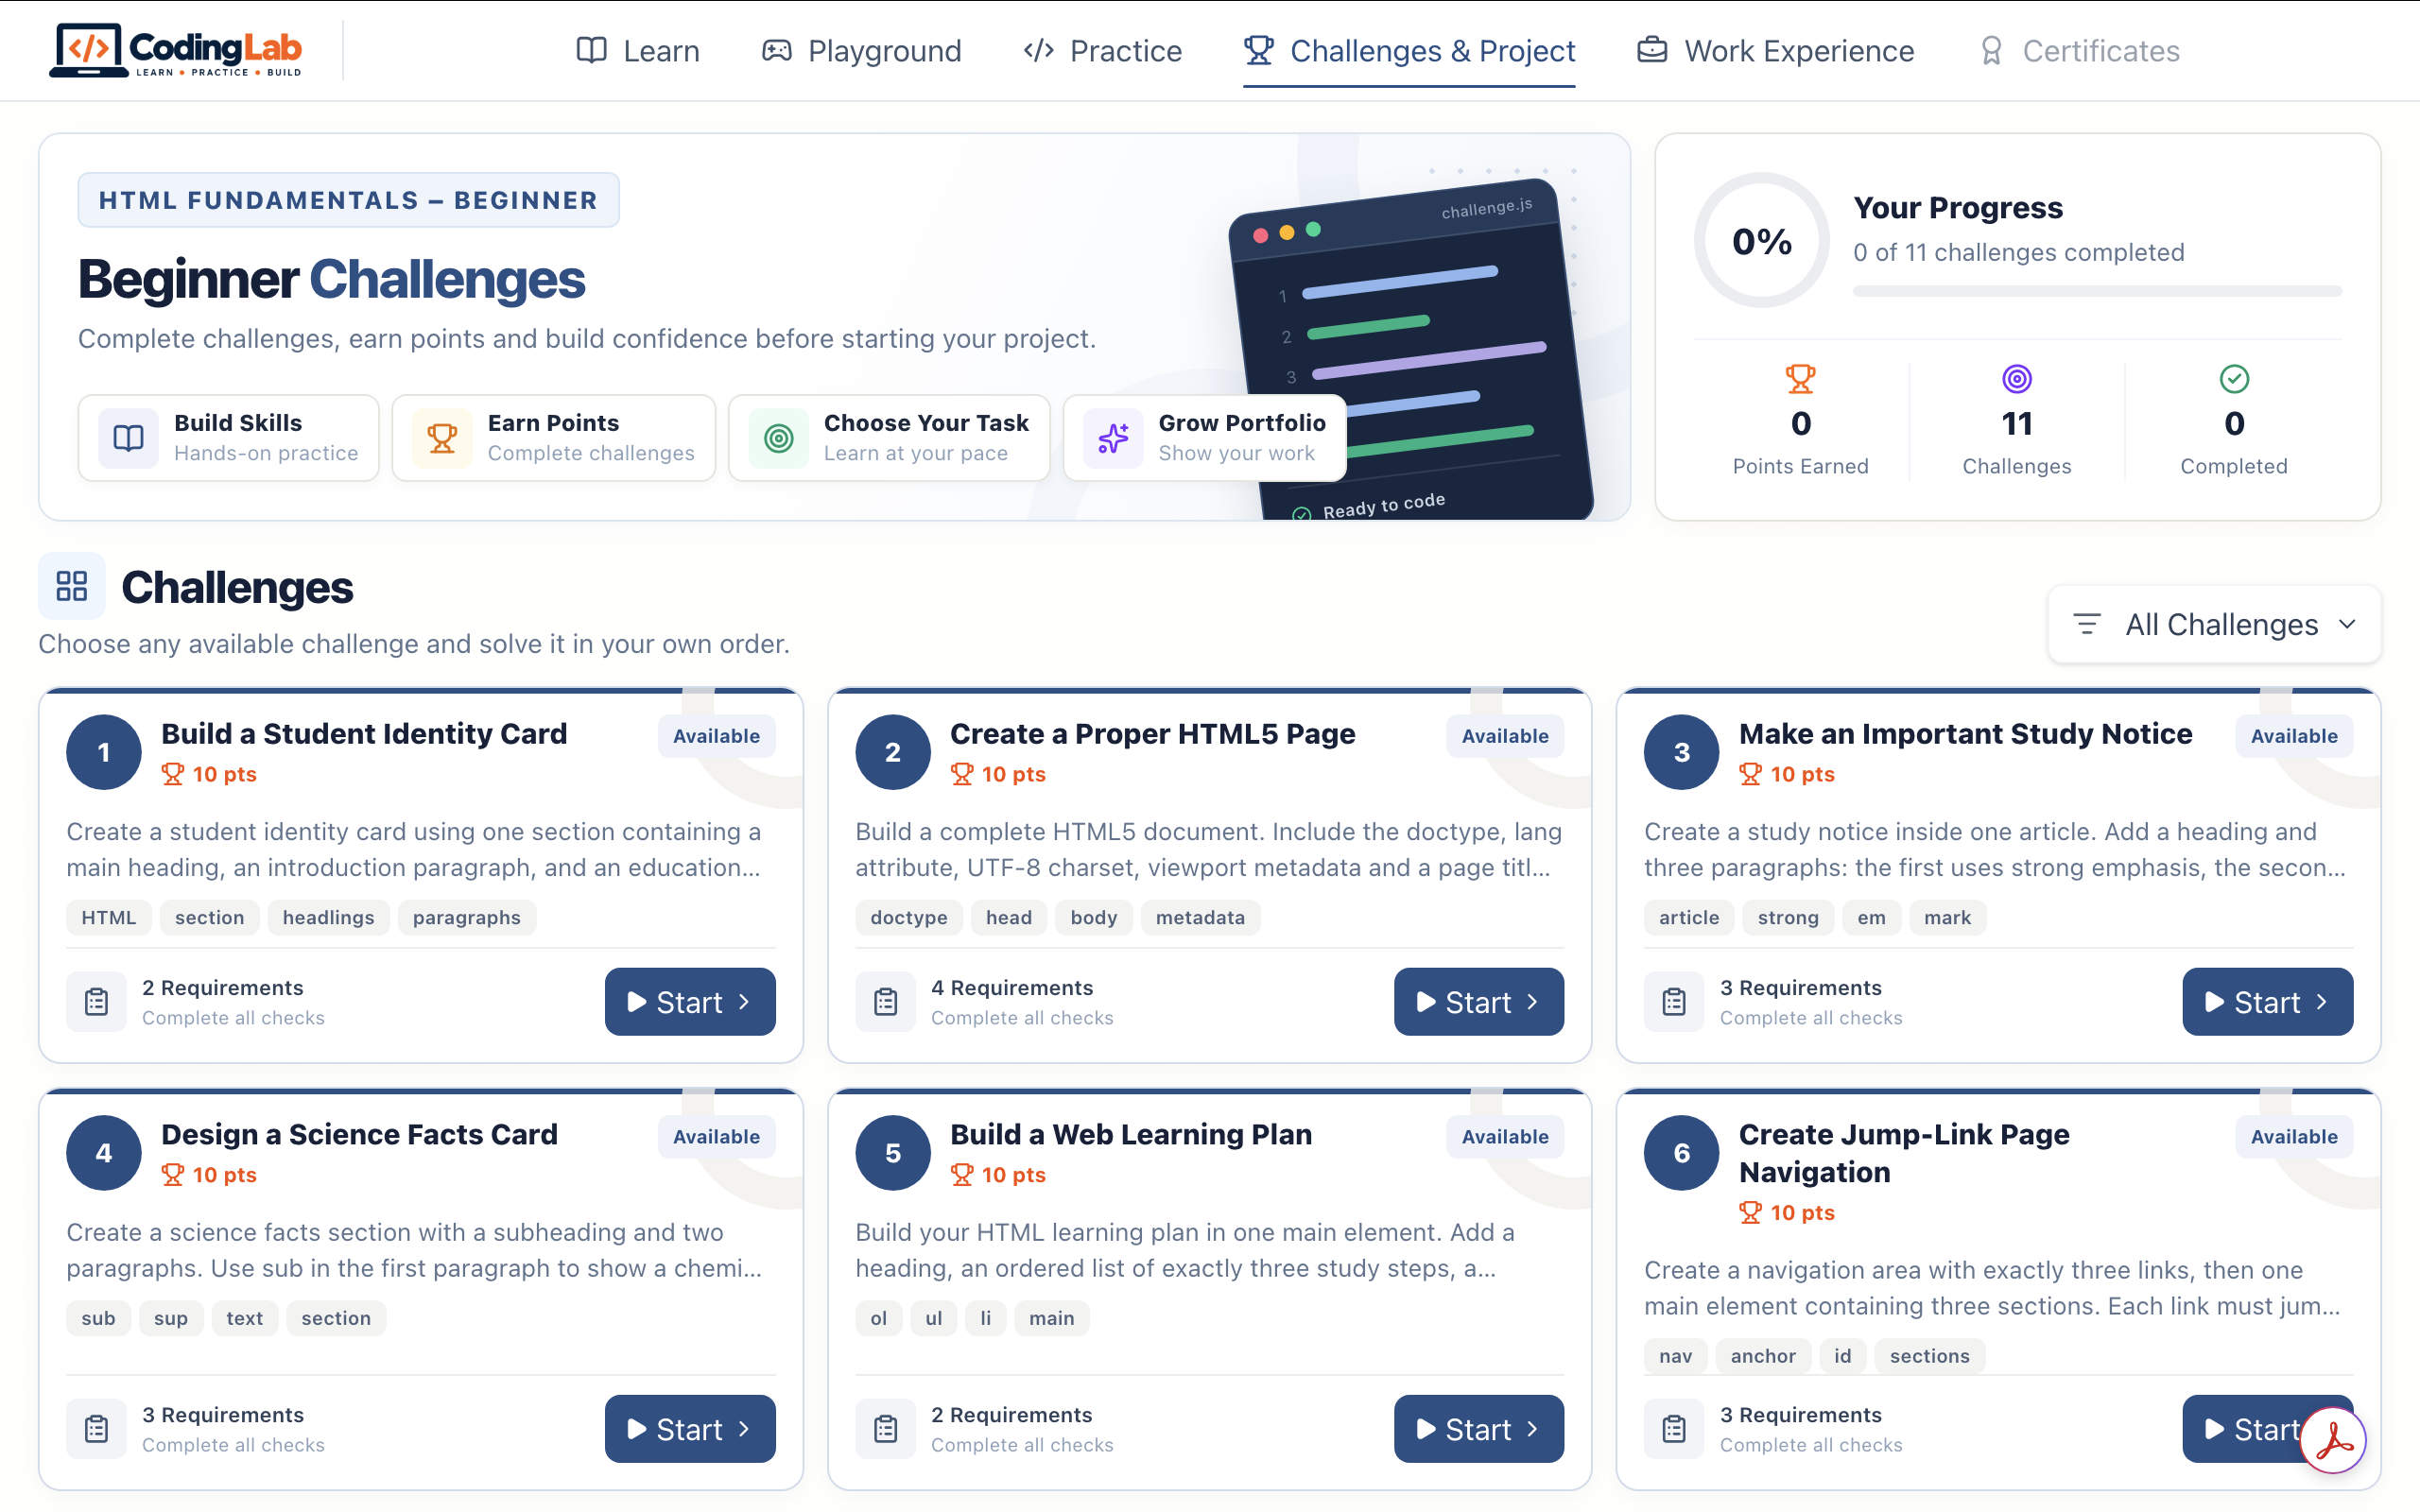 CodingLab
LEARN • PRACTICE • BUILD
Learn
Playground
Practice
Challenges & Project
Work Experience
Certificates
HTML FUNDAMENTALS – BEGINNER
Beginner Challenges
Complete challenges, earn points and build confidence before starting your project.
Build Skills
Hands-on practice
Earn Points
Complete challenges
Choose Your Task
Learn at your pace
Grow Portfolio
Show your work
challenge.js
1
2
3
Ready to code
0%
Your Progress
0 of 11 challenges completed
0
Points Earned
11
Challenges
0
Completed
Challenges
Choose any available challenge and solve it in your own order.
All Challenges
1
Build a Student Identity Card
10 pts
Available
Create a student identity card using one section containing a
main heading, an introduction paragraph, and an education...
HTML section headlings paragraphs
2 Requirements
Complete all checks
Start
2
Create a Proper HTML5 Page
10 pts
Available
Build a complete HTML5 document. Include the doctype, lang
attribute, UTF-8 charset, viewport metadata and a page titl...
doctype head body metadata
4 Requirements
Complete all checks
Start
3
Make an Important Study Notice
10 pts
Available
Create a study notice inside one article. Add a heading and
three paragraphs: the first uses strong emphasis, the secon...
article strong em mark
3 Requirements
Complete all checks
Start
4
Design a Science Facts Card
10 pts
Available
Create a science facts section with a subheading and two
paragraphs. Use sub in the first paragraph to show a chemi...
sub sup text section
3 Requirements
Complete all checks
Start
5
Build a Web Learning Plan
10 pts
Available
Build your HTML learning plan in one main element. Add a
heading, an ordered list of exactly three study steps, a...
ol ul li main
2 Requirements
Complete all checks
Start
6
Create Jump-Link Page
Navigation
10 pts
Available
Create a navigation area with exactly three links, then one
main element containing three sections. Each link must jum...
nav anchor id sections
3 Requirements
Complete all checks
Start